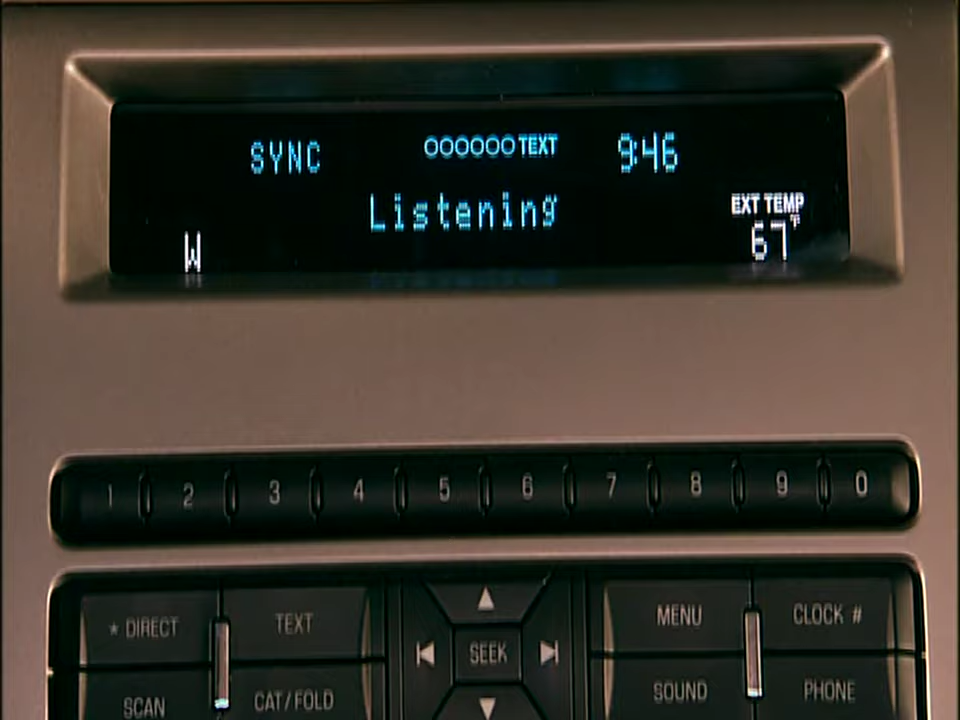 SYNC OOOOOO TEXT 9:46
Listening
EXT TEMP
W 67°F
1 2 3 4 5 6 7 8 9 0
* DIRECT TEXT MENU CLOCK #
SEEK
SCAN CAT/FOLD SOUND PHONE